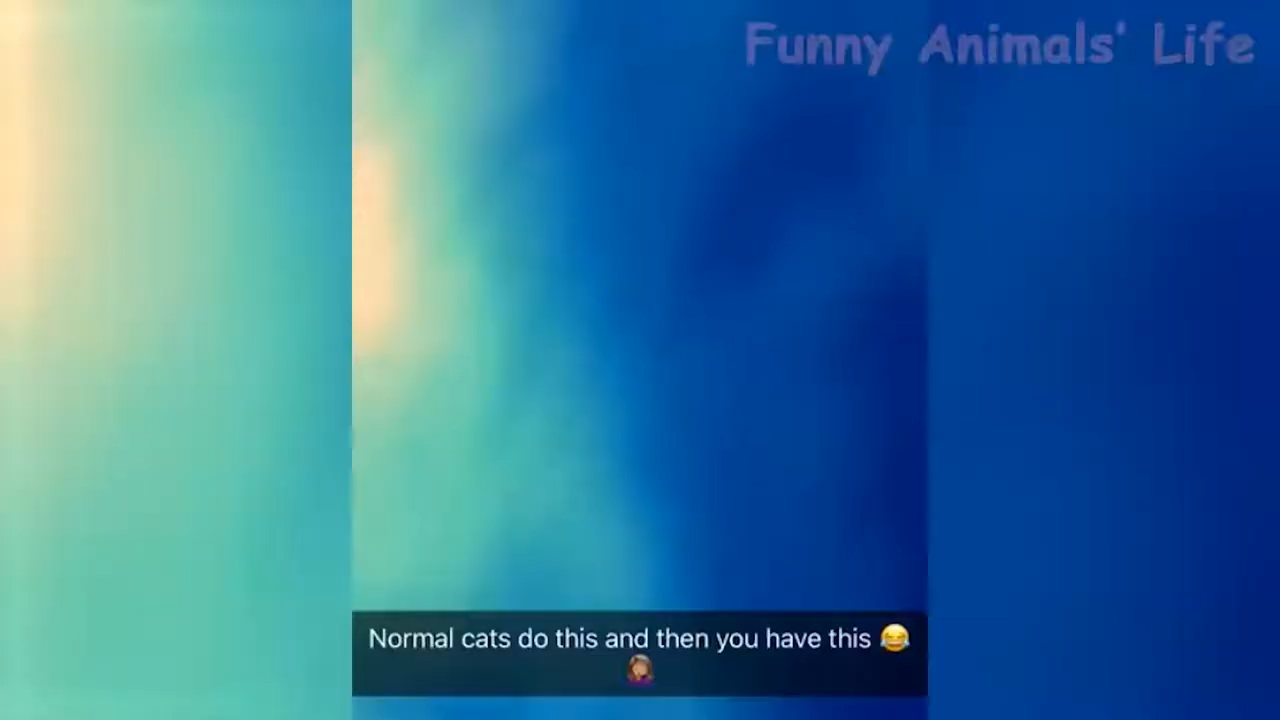 Funny Animals' Life
Normal cats do this and then you have this 😂
🤦🏽‍♀️